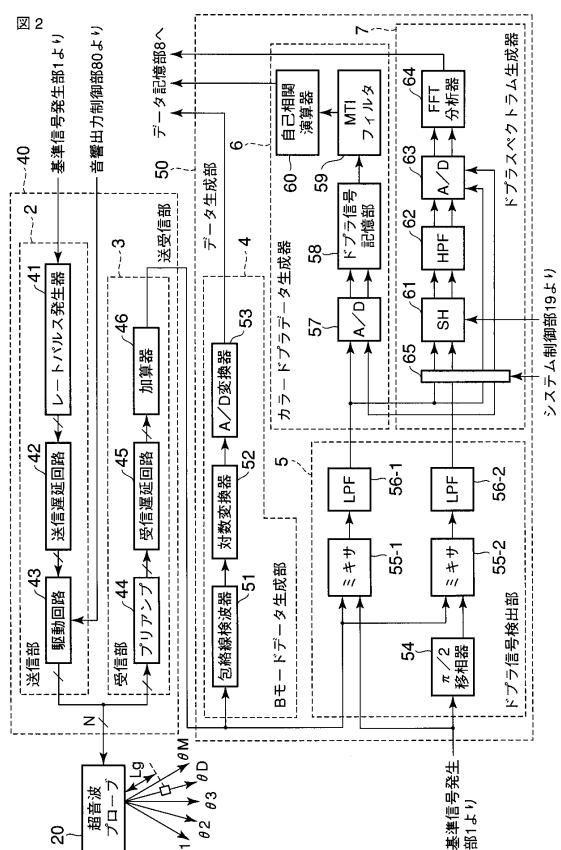 図2
基準信号発生部1より
音響出力制御部80より
40
2
送信部
43
駆動回路
42
送信遅延回路
41
レートパルス発生器
3
受信部
44
プリアンプ
45
受信遅延回路
46
加算器
送受信部
N
20
超音波
プローブ
Lg
θM
θD
θ3
θ2
1
データ記憶部8へ
50
データ生成部
4
Bモードデータ生成部
51
包絡線検波器
52
対数変換器
53
A/D変換器
5
ドプラ信号検出部
54
π/2
移相器
55-1
ミキサ
55-2
ミキサ
56-1
LPF
56-2
LPF
基準信号発生
部1より
6
カラードプラデータ生成器
57
A/D
58
ドプラ信号
記憶部
59
MTI
フィルタ
60
自己相関
演算器
7
ドプラスペクトラム生成器
65
61
SH
62
HPF
63
A/D
64
FFT
分析器
システム制御部19より